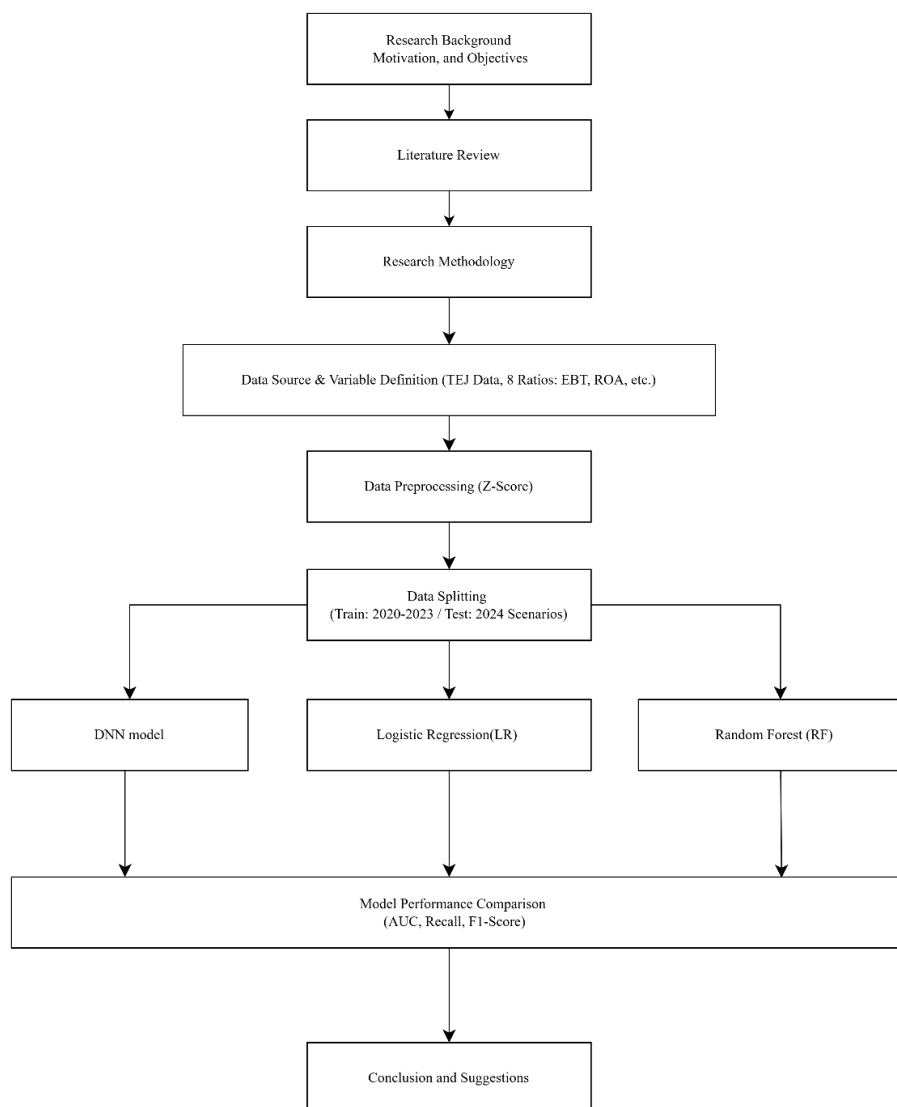 Research Background
Motivation, and Objectives
Literature Review
Research Methodology
Data Source & Variable Definition (TEJ Data, 8 Ratios: EBT, ROA, etc.)
Data Preprocessing (Z-Score)
Data Splitting
(Train: 2020-2023 / Test: 2024 Scenarios)
DNN model
Logistic Regression(LR)
Random Forest (RF)
Model Performance Comparison
(AUC, Recall, F1-Score)
Conclusion and Suggestions